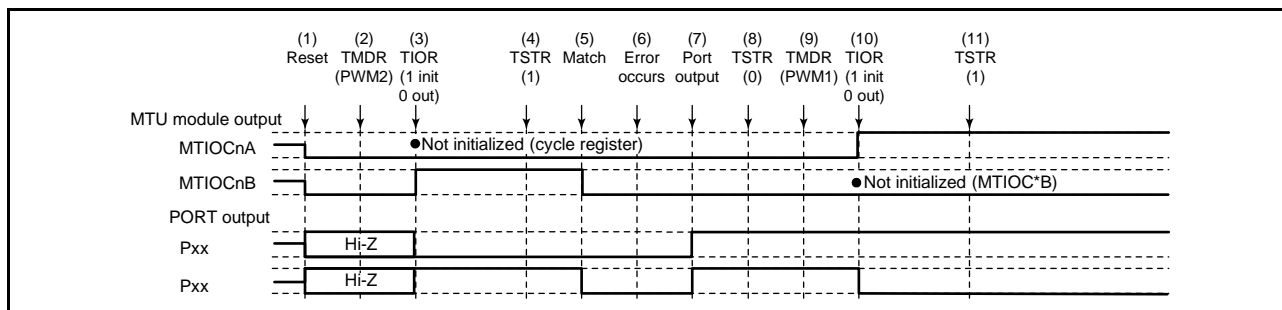 (1) (2) (3) (4) (5) (6) (7) (8) (9) (10) (11)
Reset TMDR TIOR TSTR Match Error Port TSTR TMDR TIOR TSTR
(PWM2) (1 init (1) occurs output (0) (PWM1) (1 init (1)
0 out) 0 out)
MTU module output
MTIOCnA ●Not initialized (cycle register)
MTIOCnB ●Not initialized (MTIOC*B)
PORT output
Pxx Hi-Z
Pxx Hi-Z